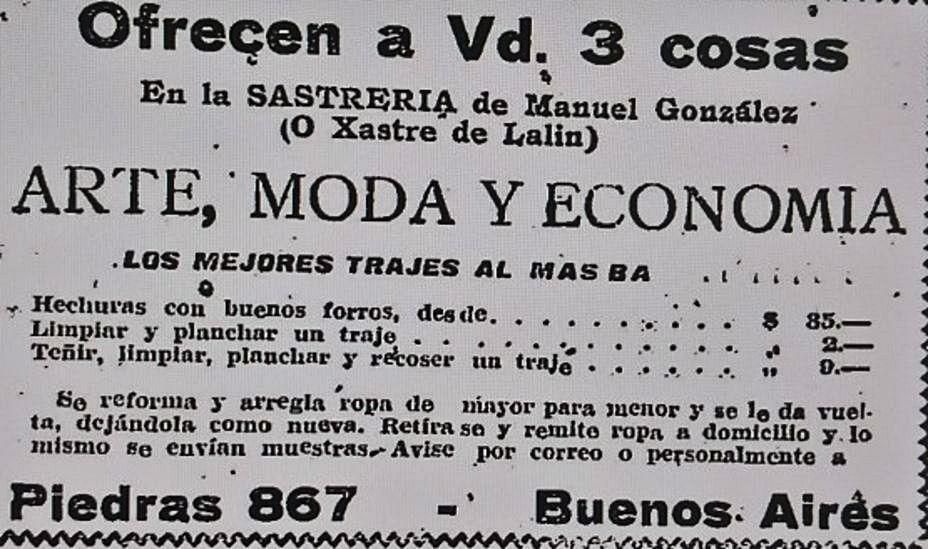 Ofreçen a Vd. 3 cosas
En la SASTRERIA de Manuel González
(O Xastre de Lalin)
ARTE, MODA Y ECONOMIA
LOS MEJORES TRAJES AL MAS BA
Hechuras con buenos forros, desde. . . . . . . . . . . $ 85.—
Limpiar y planchar un traje . . . . . . . . . . . . . „ 2.—
Teñir, limpiar, planchar y recoser un traje . . . . . . „ 9.—
Se reforma y arregla ropa de mayor para menor y se le da vuel-
ta, dejándola como nueva. Retirase y remite ropa a domicilio y lo
mismo se envían muestras. Avise por correo o personalmente a
Piedras 867 - Buenos Aires